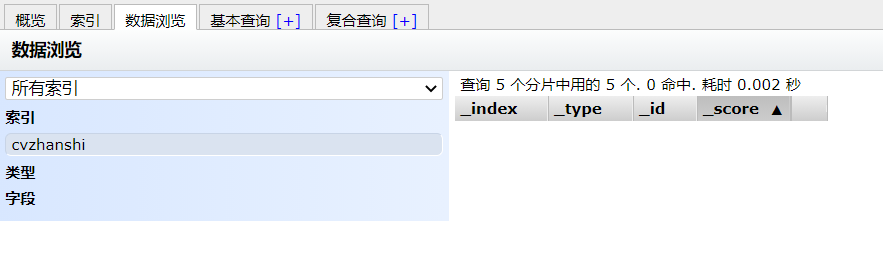 概览 索引 数据浏览 基本查询 [+] 复合查询 [+]
数据浏览
所有索引
索引
cvzhanshi
类型
字段
查询 5 个分片中用的 5 个. 0 命中. 耗时 0.002 秒
_index _type _id _score ▲